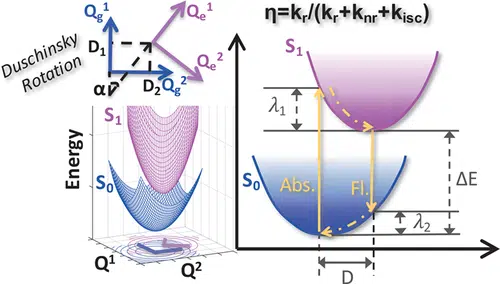 Q_g^1
Q_e^1
η=k_r/(k_r+k_nr+k_isc)
D_1
Duschinsky
Rotation
Q_e^2
α
D_2
Q_g^2
S_1
S_1
λ_1
Energy
S_0
S_0
Abs.
Fl.
ΔE
λ_2
Q^1
Q^2
D